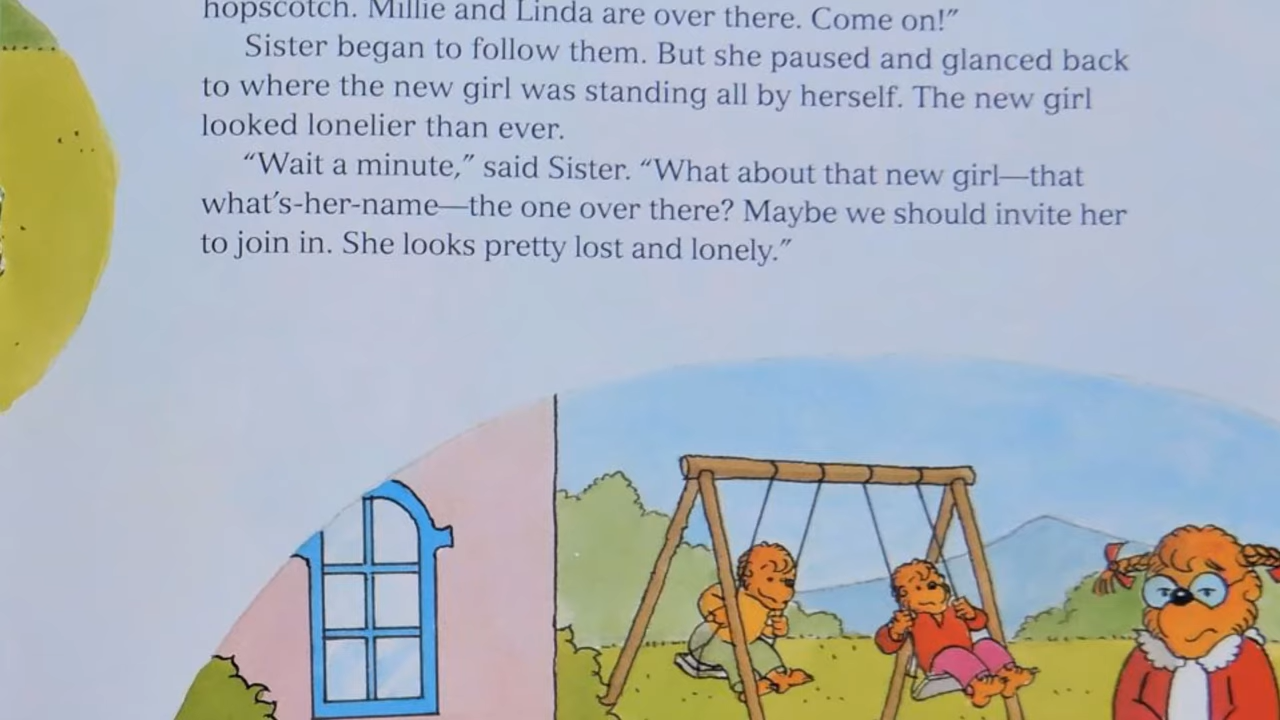 hopscotch. Millie and Linda are over there. Come on!”
Sister began to follow them. But she paused and glanced back
to where the new girl was standing all by herself. The new girl
looked lonelier than ever.
“Wait a minute,” said Sister. “What about that new girl—that
what’s-her-name—the one over there? Maybe we should invite her
to join in. She looks pretty lost and lonely.”